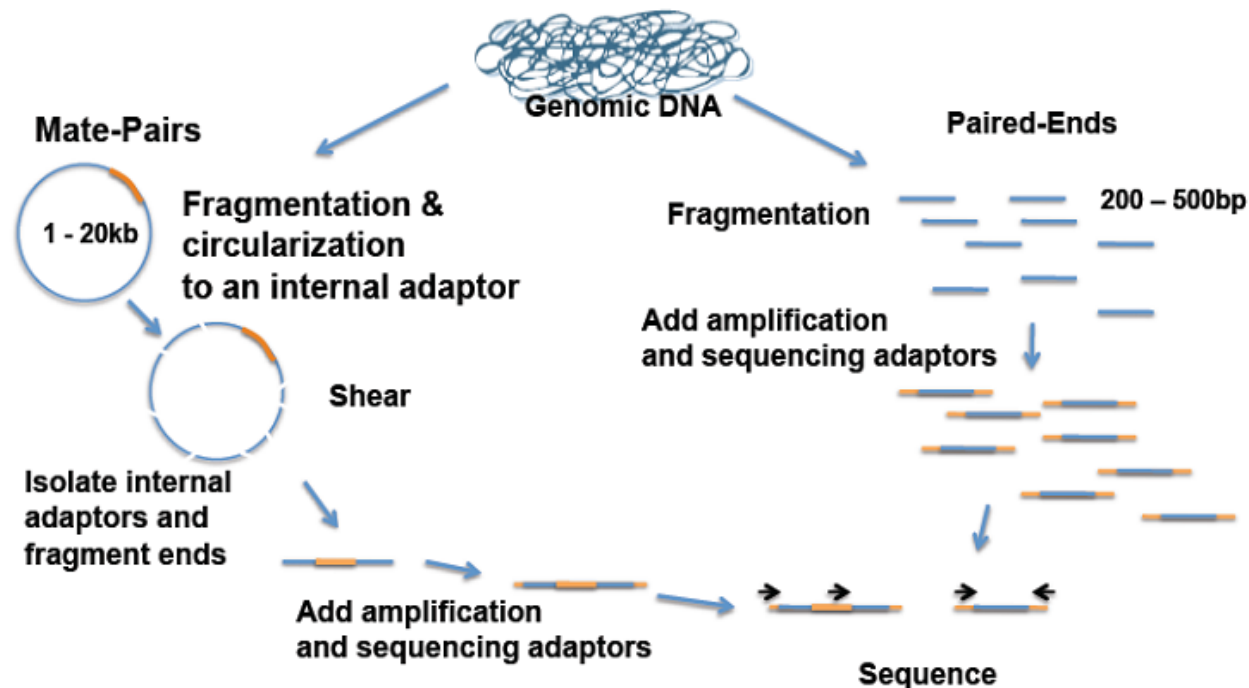 Genomic DNA
Mate-Pairs
1 - 20kb
Fragmentation &
circularization
to an internal adaptor
Shear
Isolate internal
adaptors and
fragment ends
Add amplification
and sequencing adaptors
Paired-Ends
Fragmentation
200 – 500bp
Add amplification
and sequencing adaptors
Sequence